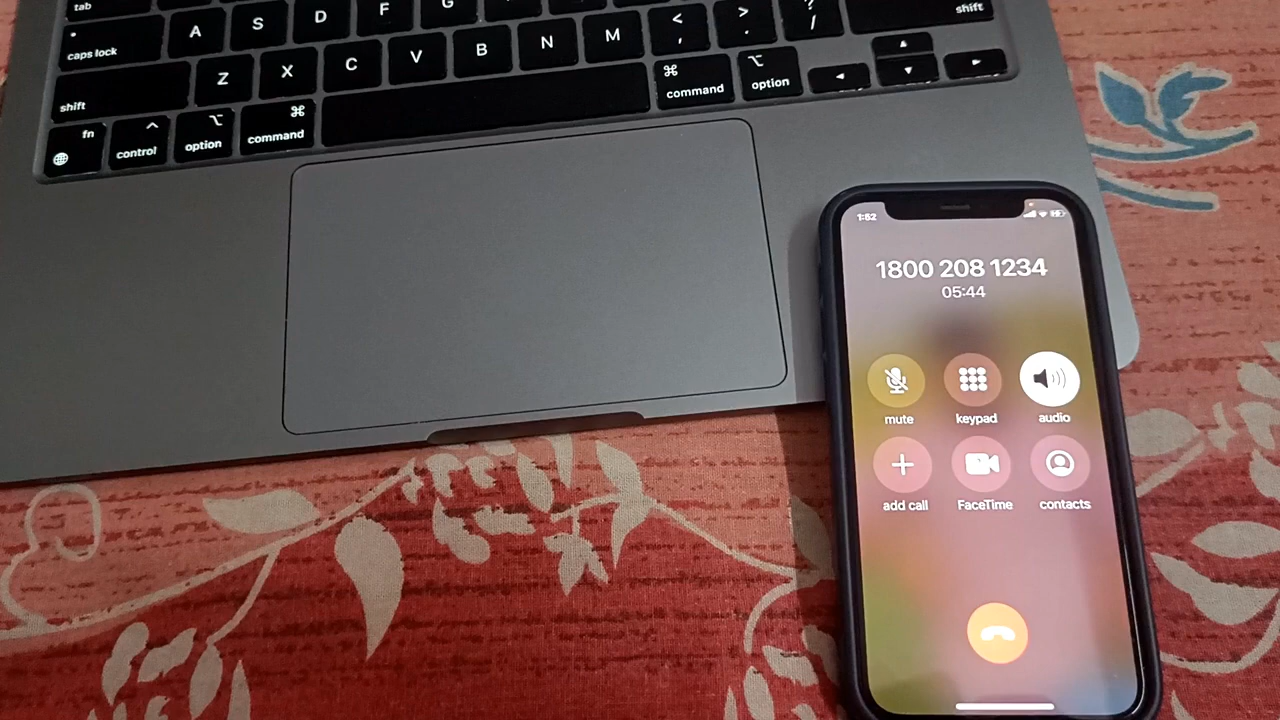 tab
A S D F G
caps lock
Z X C V B N M < , > . ? /
shift
shift
fn control option command
command option
1:52
1800 208 1234
05:44
mute keypad audio
add call FaceTime contacts